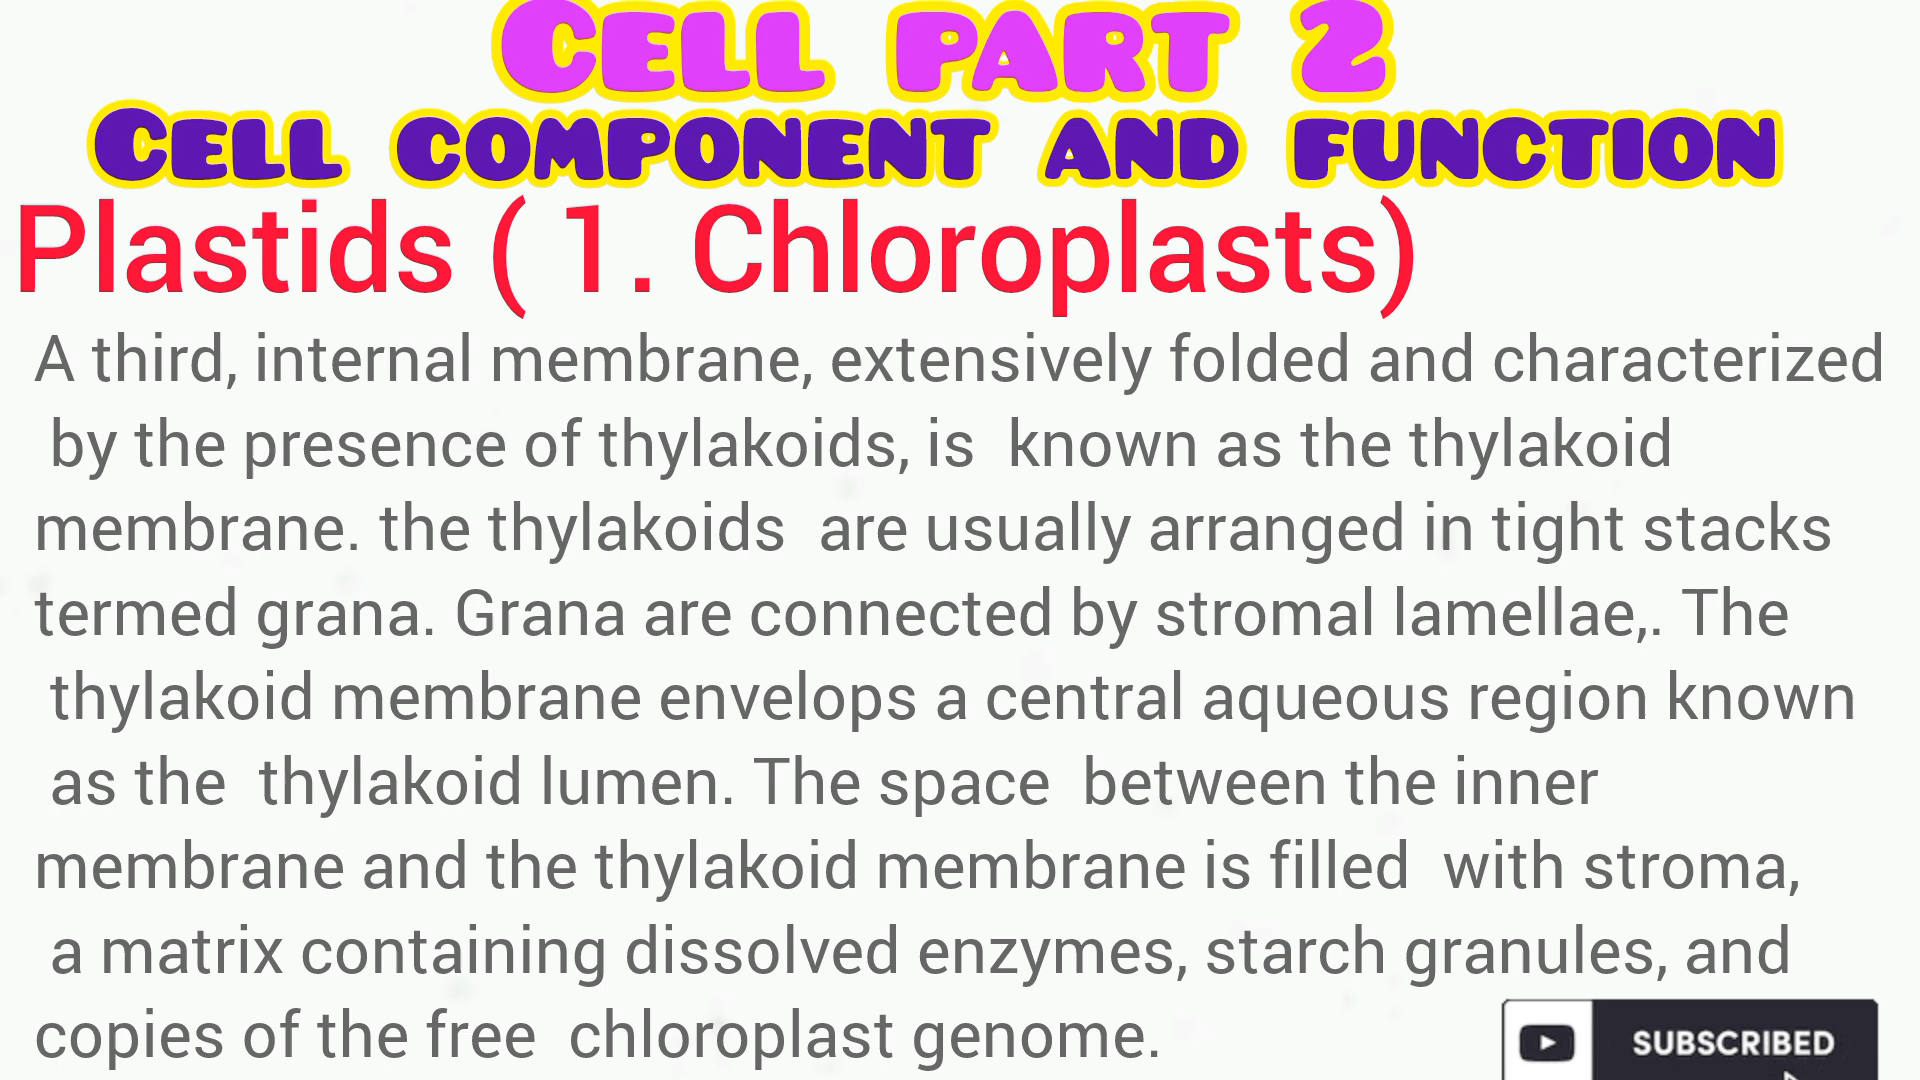 Cell part 2
Cell component and function
Plastids ( 1. Chloroplasts)
A third, internal membrane, extensively folded and characterized
by the presence of thylakoids, is known as the thylakoid
membrane. the thylakoids are usually arranged in tight stacks
termed grana. Grana are connected by stromal lamellae,. The
thylakoid membrane envelops a central aqueous region known
as the thylakoid lumen. The space between the inner
membrane and the thylakoid membrane is filled with stroma,
a matrix containing dissolved enzymes, starch granules, and
copies of the free chloroplast genome.
SUBSCRIBED